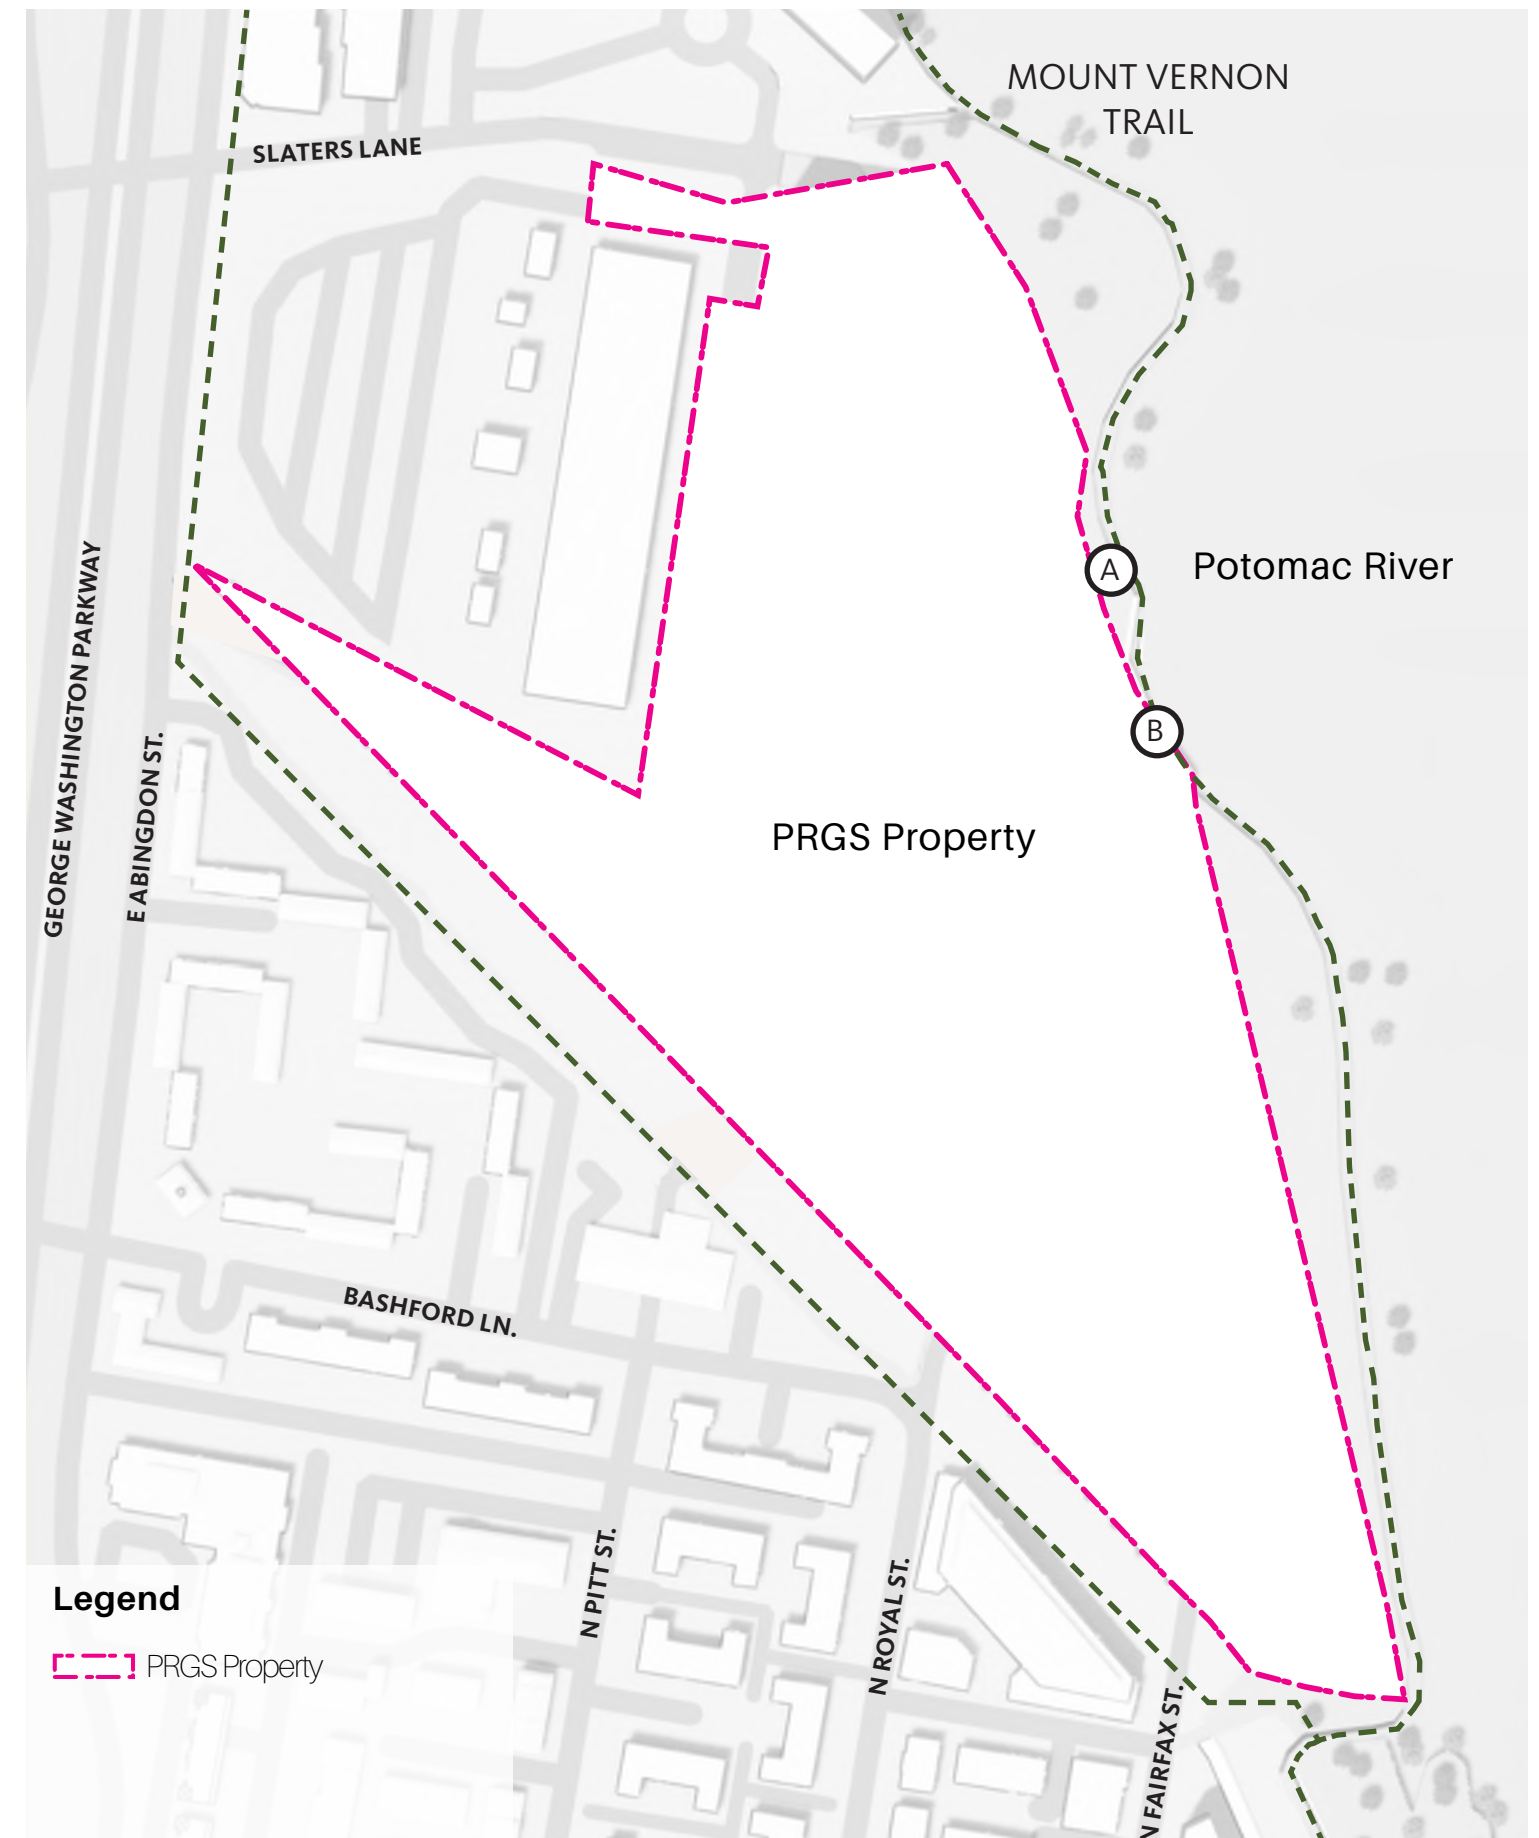 MOUNT VERNON
TRAIL
SLATERS LANE
A
Potomac River
GEORGE WASHINGTON PARKWAY
E ABINGDON ST.
B
PRGS Property
BASHFORD LN.
N PITT ST.
N ROYAL ST.
N FAIRFAX ST.
Legend
PRGS Property